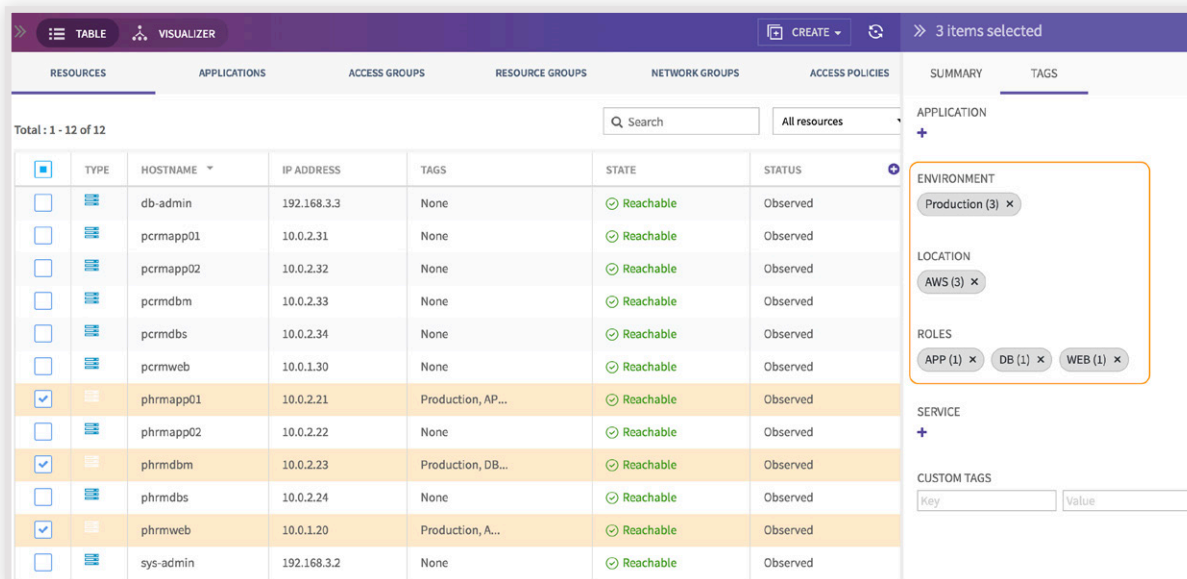 TABLE VISUALIZER CREATE 3 items selected
RESOURCES APPLICATIONS ACCESS GROUPS RESOURCE GROUPS NETWORK GROUPS ACCESS POLICIES SUMMARY TAGS
Total : 1 - 12 of 12 Search All resources
TYPE HOSTNAME IP ADDRESS TAGS STATE STATUS
db-admin 192.168.3.3 None Reachable Observed
pcrmapp01 10.0.2.31 None Reachable Observed
pcrmapp02 10.0.2.32 None Reachable Observed
pcrmdbm 10.0.2.33 None Reachable Observed
pcrmdbs 10.0.2.34 None Reachable Observed
pcrmweb 10.0.1.30 None Reachable Observed
phrmapp01 10.0.2.21 Production, AP... Reachable Observed
phrmapp02 10.0.2.22 None Reachable Observed
phrmdbm 10.0.2.23 Production, DB... Reachable Observed
phrmdbs 10.0.2.24 None Reachable Observed
phrmweb 10.0.1.20 Production, A... Reachable Observed
sys-admin 192.168.3.2 None Reachable Observed
APPLICATION
ENVIRONMENT
Production (3) ×
LOCATION
AWS (3) ×
ROLES
APP (1) × DB (1) × WEB (1) ×
SERVICE
CUSTOM TAGS
Key Value